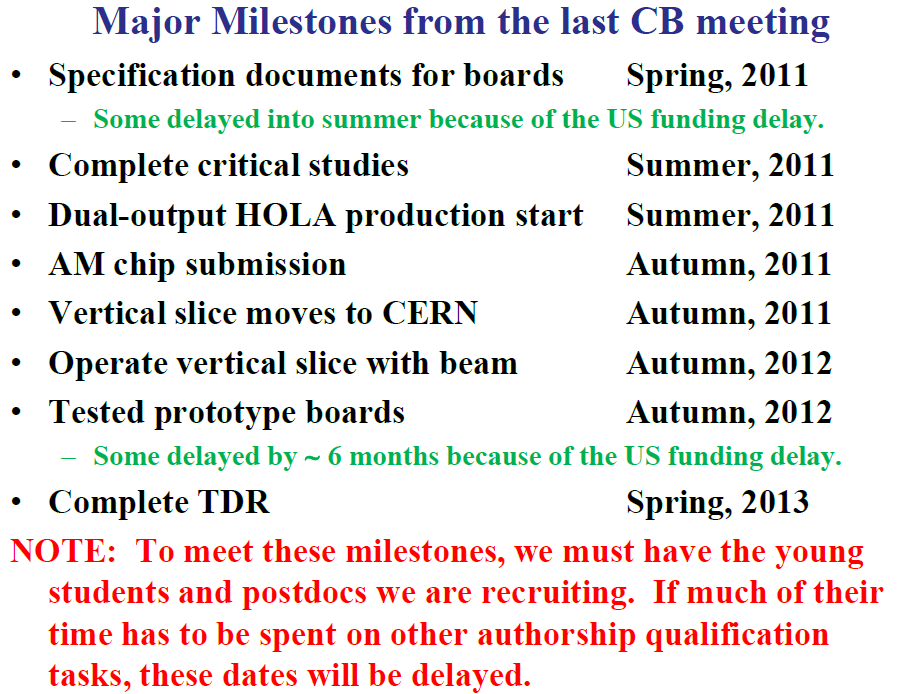 Major Milestones from the last CB meeting
• Specification documents for boards Spring, 2011
– Some delayed into summer because of the US funding delay.
• Complete critical studies Summer, 2011
• Dual-output HOLA production start Summer, 2011
• AM chip submission Autumn, 2011
• Vertical slice moves to CERN Autumn, 2011
• Operate vertical slice with beam Autumn, 2012
• Tested prototype boards Autumn, 2012
– Some delayed by ~ 6 months because of the US funding delay.
• Complete TDR Spring, 2013
NOTE: To meet these milestones, we must have the young
students and postdocs we are recruiting. If much of their
time has to be spent on other authorship qualification
tasks, these dates will be delayed.